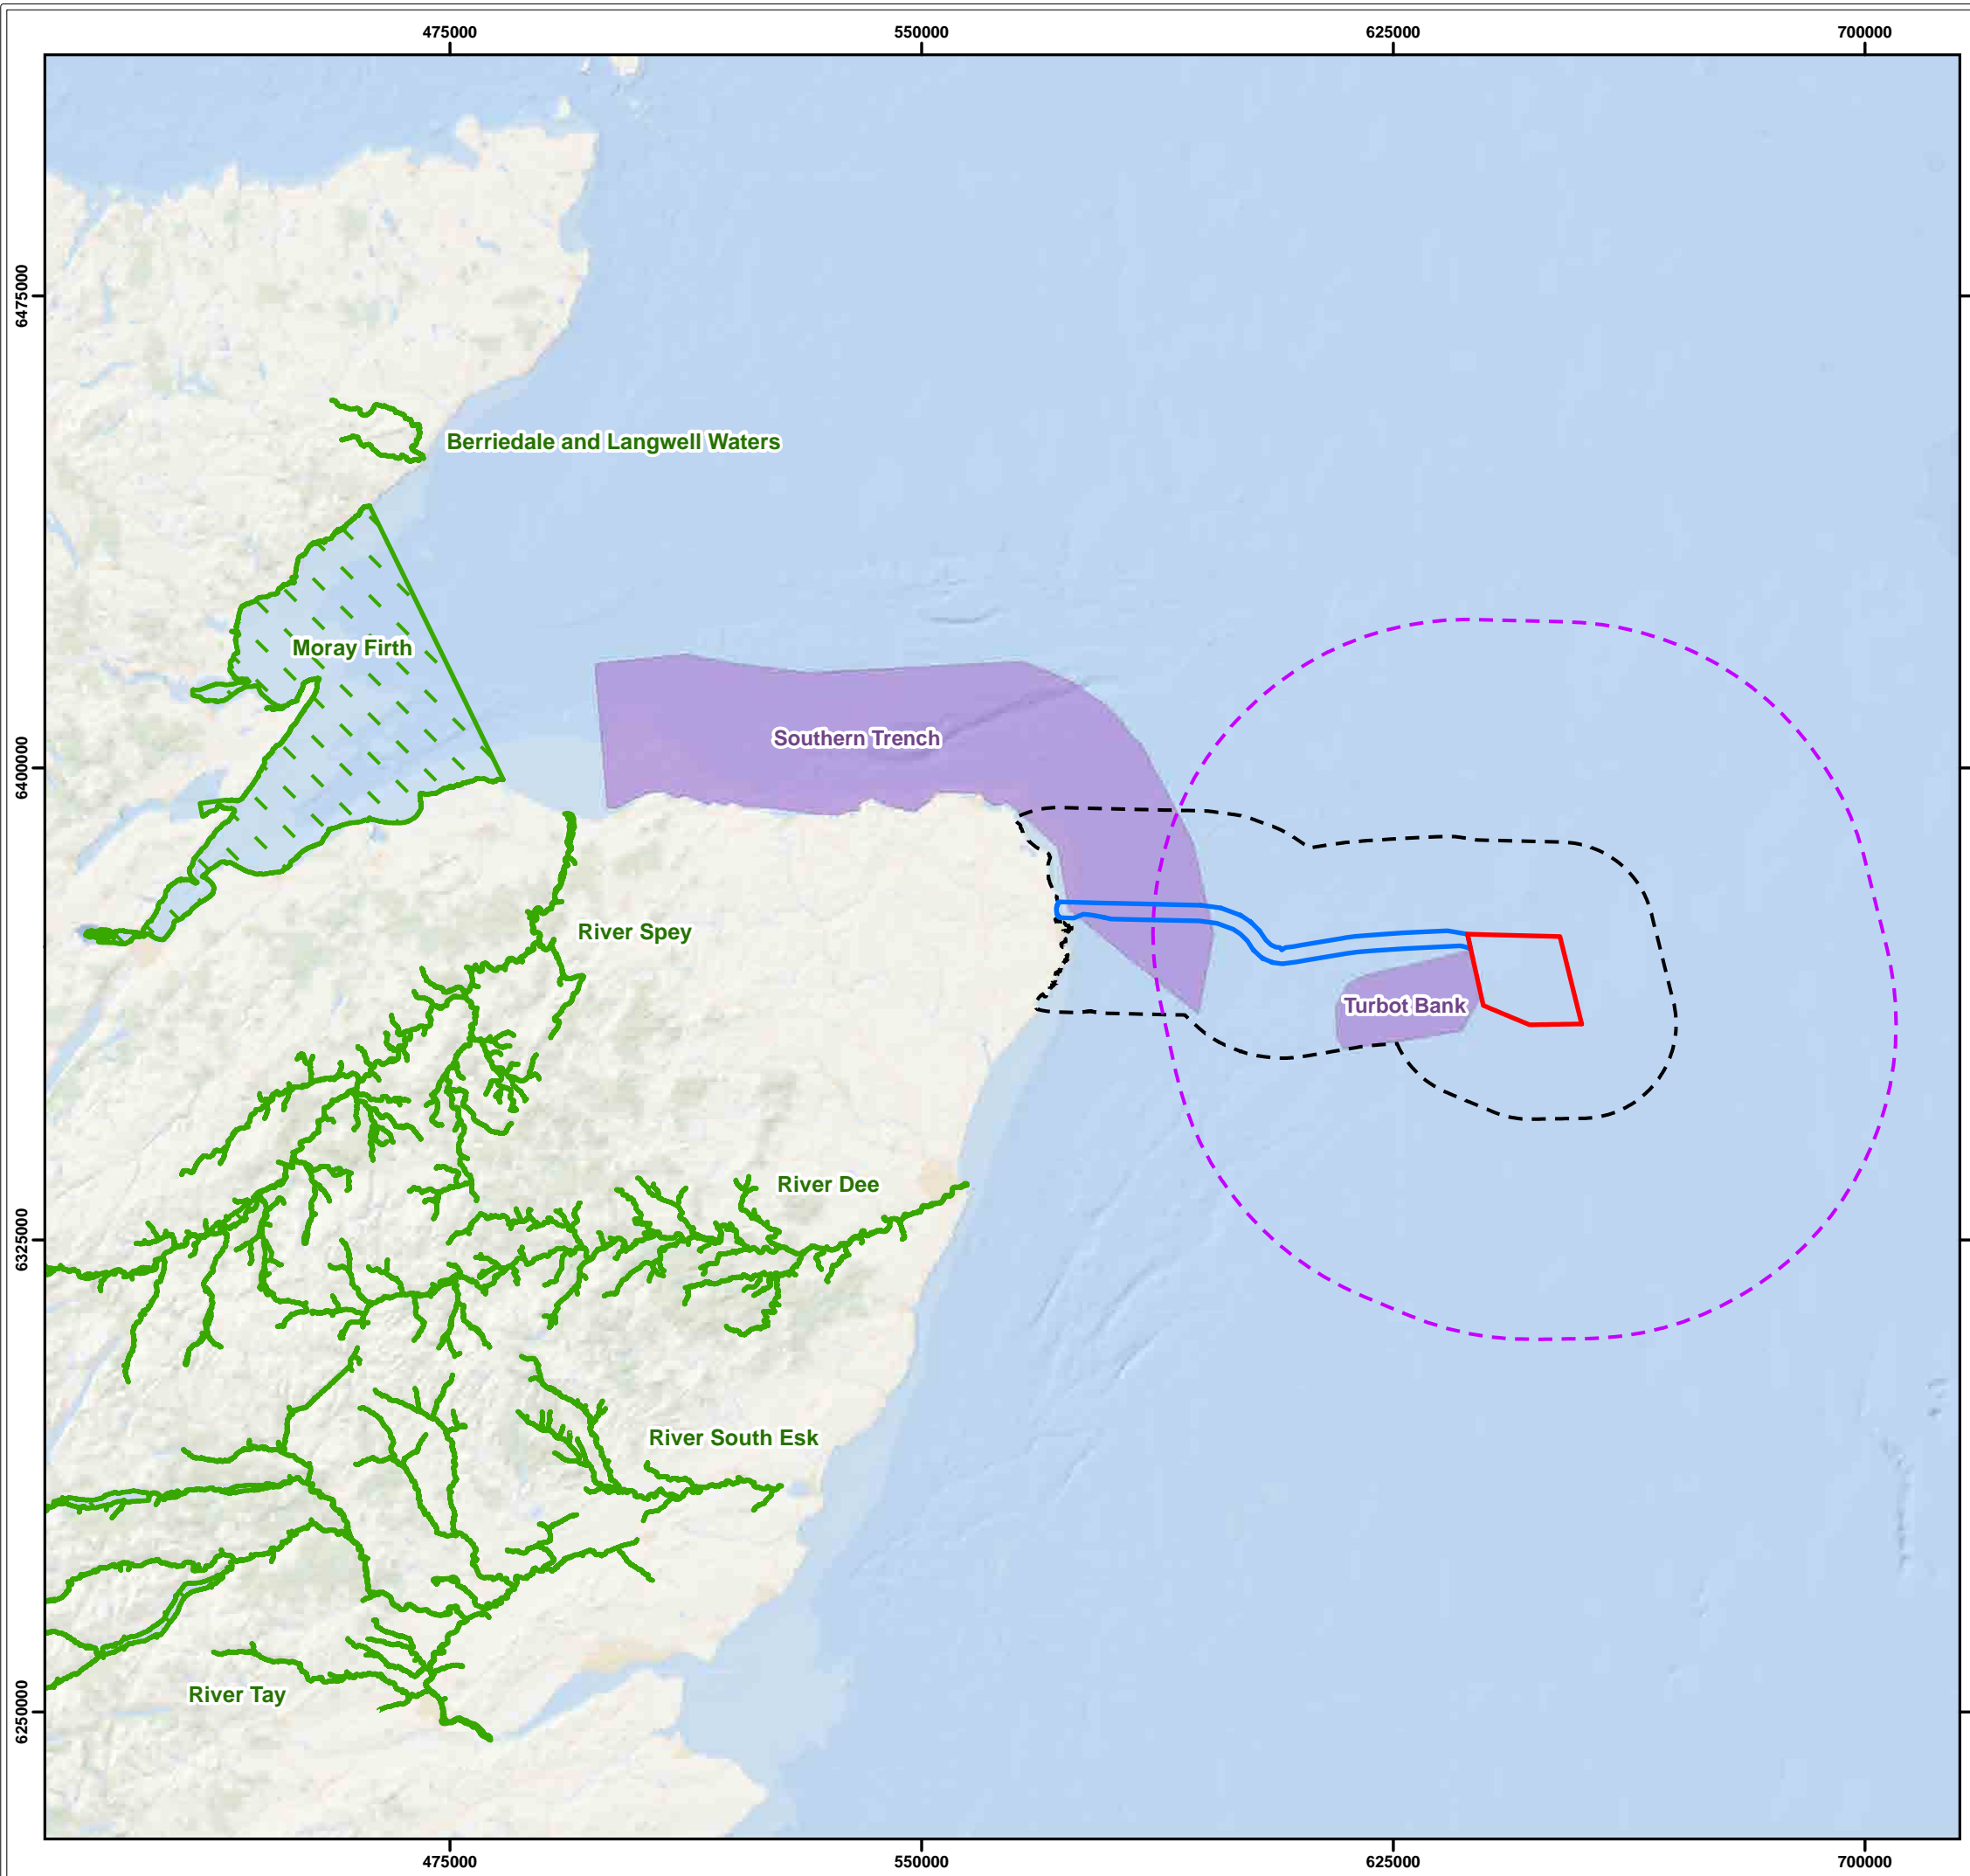 475000
550000
625000
700000
6475000
Berriedale and Langwell Waters
Moray Firth
Southern Trench
6400000
River Spey
Turbot Bank
River Dee
6325000
River South Esk
River Tay
6250000
475000
550000
625000
700000